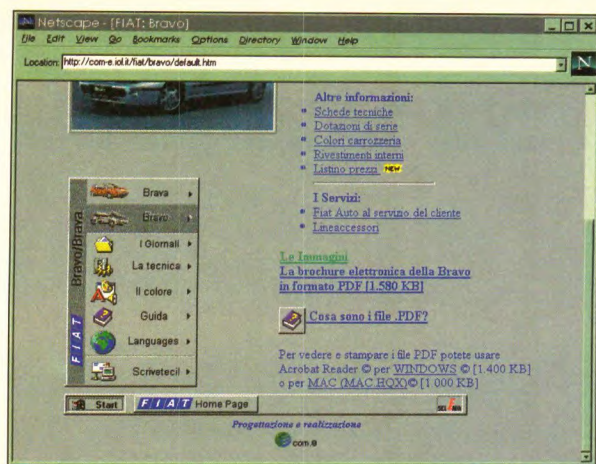 Netscape - [FIAT: Bravo]
File Edit View Go Bookmarks Options Directory Window Help
Location: http://com-e.iol.it/fiat/bravo/default.htm
N
Altre informazioni:
Schede tecniche
Dotazioni di serie
Colori carrozzeria
Rivestimenti interni
Listino prezzi NEW
I Servizi:
Fiat Auto al servizio del cliente
Lineaccessori
Bravo/Brava
FIAT
Brava
Bravo
I Giornali
La tecnica
Il colore
Guida
Languages
Scriveteci!
Le Immagini
La brochure elettronica della Bravo
in formato PDF [1.580 KB]
Cosa sono i file .PDF?
Per vedere e stampare i file PDF potete usare
Acrobat Reader © per WINDOWS © [1.400 KB]
o per MAC (MAC.HQX)© [1.000 KB]
Start
FIAT Home Page
Progettazione e realizzazione
com.e